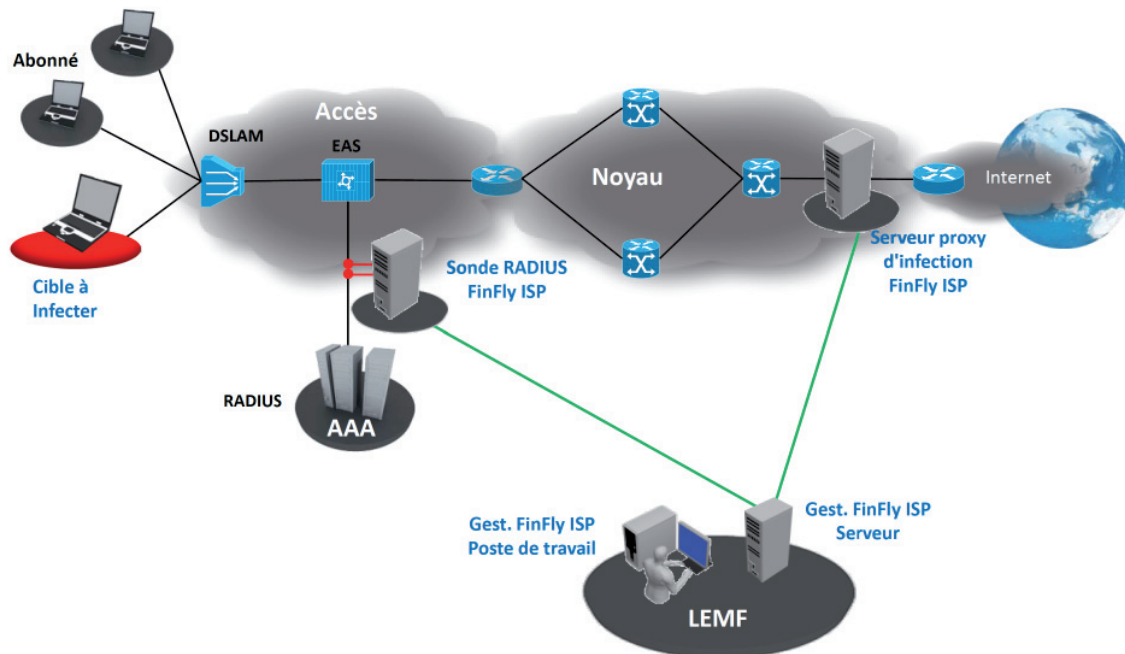 Abonné
DSLAM
Accès
EAS
Noyau
Internet
Cible à
Infecter
Sonde RADIUS
FinFly ISP
Serveur proxy
d'infection
FinFly ISP
RADIUS
AAA
Gest. FinFly ISP
Poste de travail
Gest. FinFly ISP
Serveur
LEMF